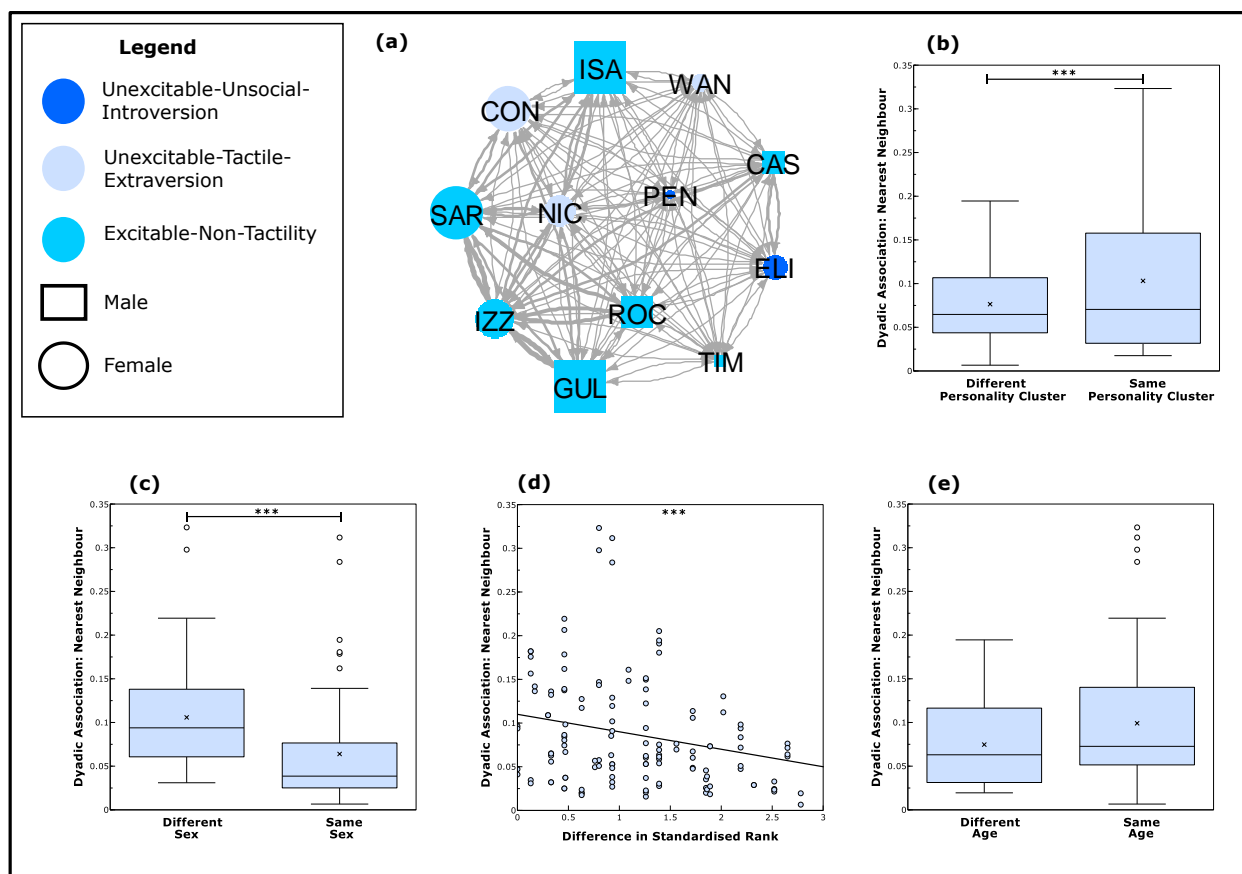 Legend
Unexcitable-Unsocial-
Introversion
Unexcitable-Tactile-
Extraversion
Excitable-Non-Tactility
Male
Female
(a)
ISA
WAN
CON
CAS
PEN
SAR
NIC
ELI
IZZ
ROC
TIM
GUL
(b)
***
Dyadic Association: Nearest Neighbour
0.35
0.3
0.25
0.2
0.15
0.1
0.05
0
Different
Personality Cluster
Same
Personality Cluster
(c)
***
Dyadic Association: Nearest Neighbour
0.35
0.3
0.25
0.2
0.15
0.1
0.05
0
Different
Sex
Same
Sex
(d)
***
Dyadic Association: Nearest Neighbour
0.35
0.3
0.25
0.2
0.15
0.1
0.05
0
0 0.5 1 1.5 2 2.5 3
Difference in Standardised Rank
(e)
Dyadic Association: Nearest Neighbour
0.35
0.3
0.25
0.2
0.15
0.1
0.05
0
Different
Age
Same
Age